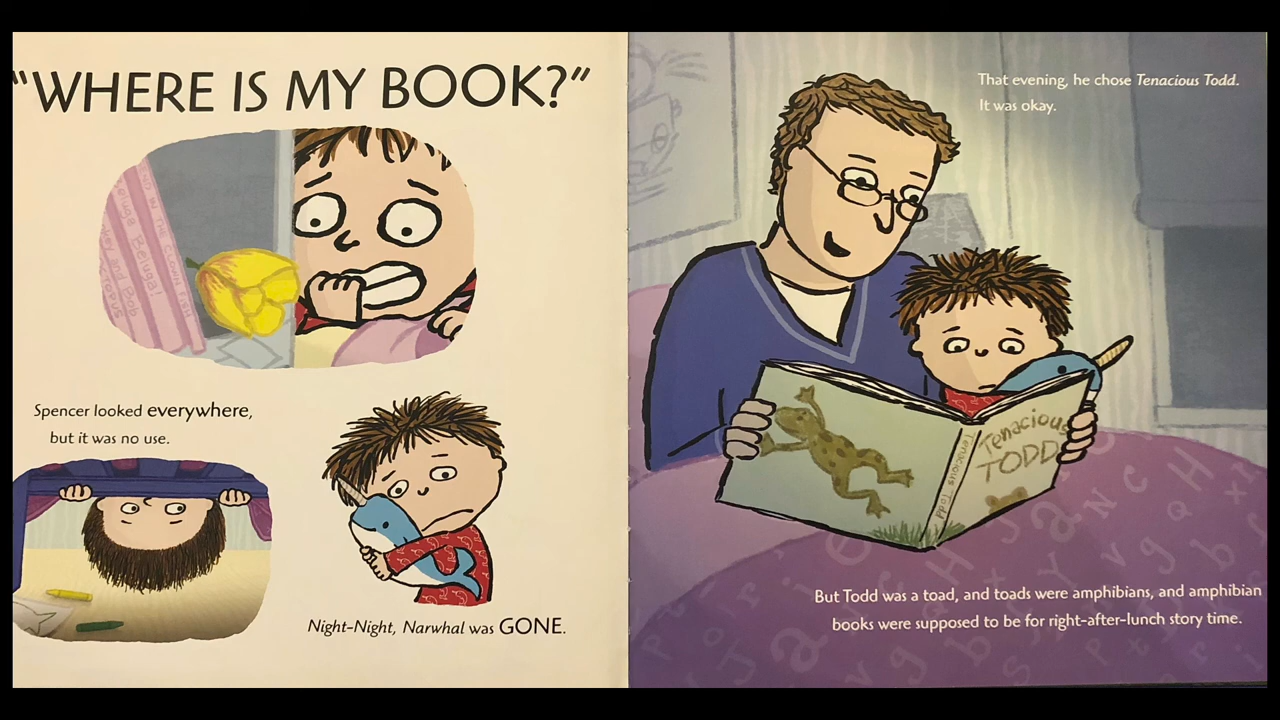 "WHERE IS MY BOOK?"
Beluga Beluga!
Spencer looked everywhere,
but it was no use.
Night-Night, Narwhal was GONE.
That evening, he chose Tenacious Todd.
It was okay.
Tenacious Todd
Tenacious
TODD
But Todd was a toad, and toads were amphibians, and amphibian
books were supposed to be for right-after-lunch story time.